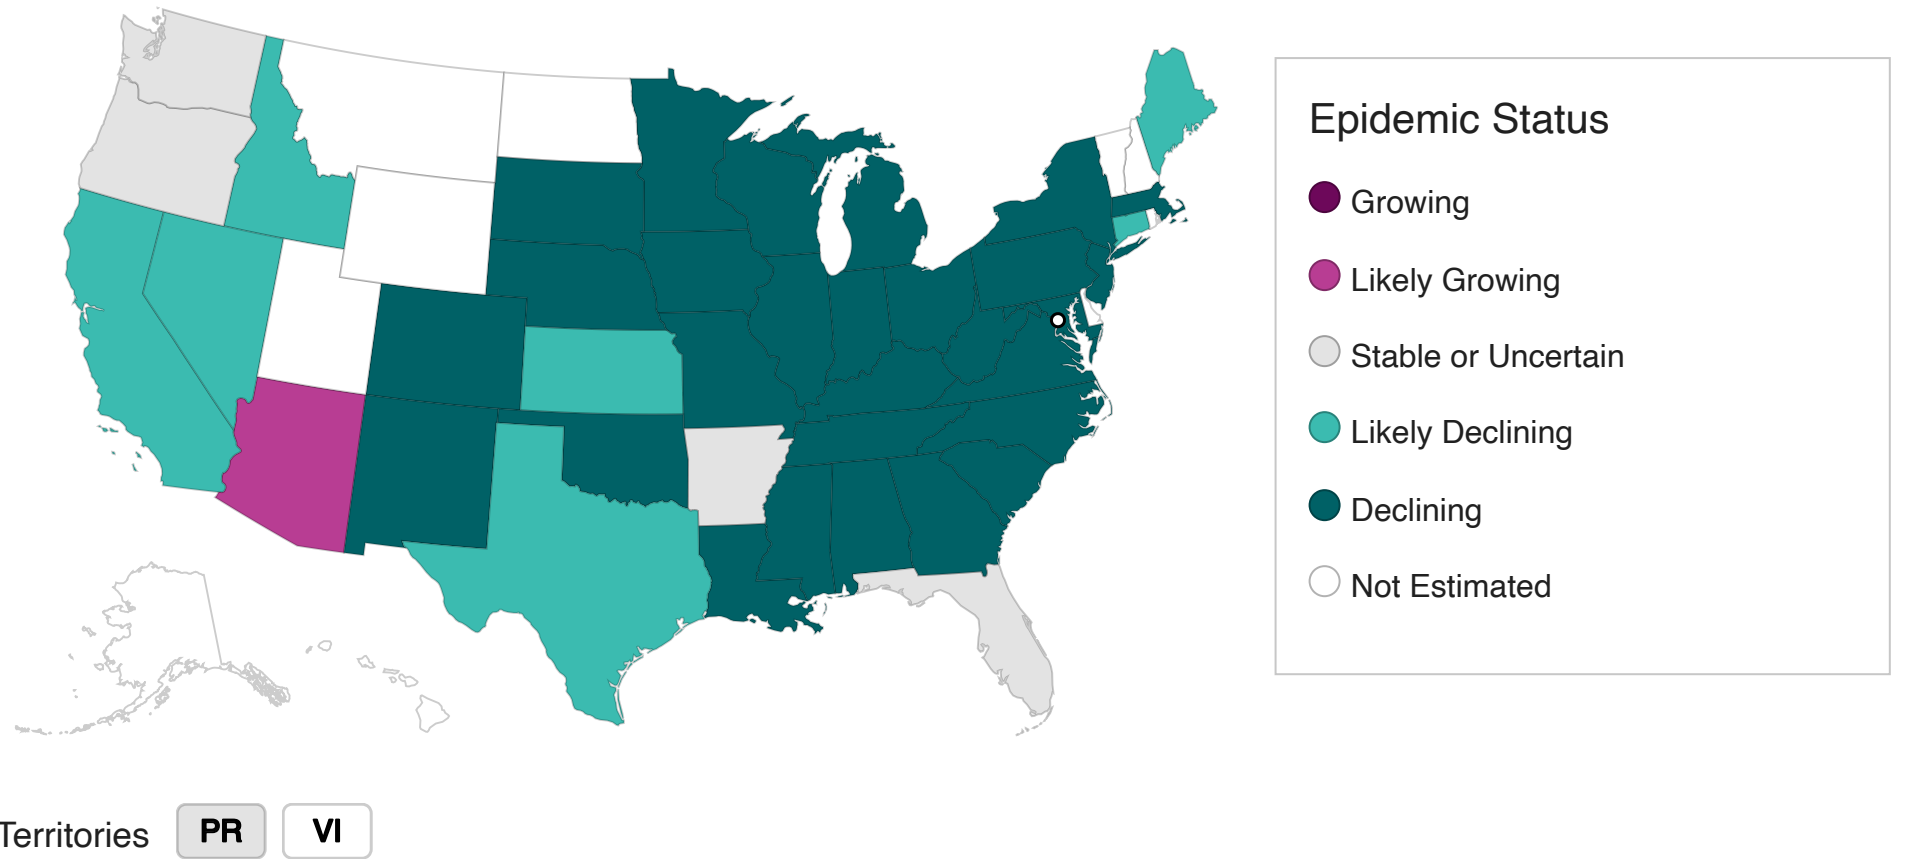 Epidemic Status
Growing
Likely Growing
Stable or Uncertain
Likely Declining
Declining
Not Estimated
Territories PR VI